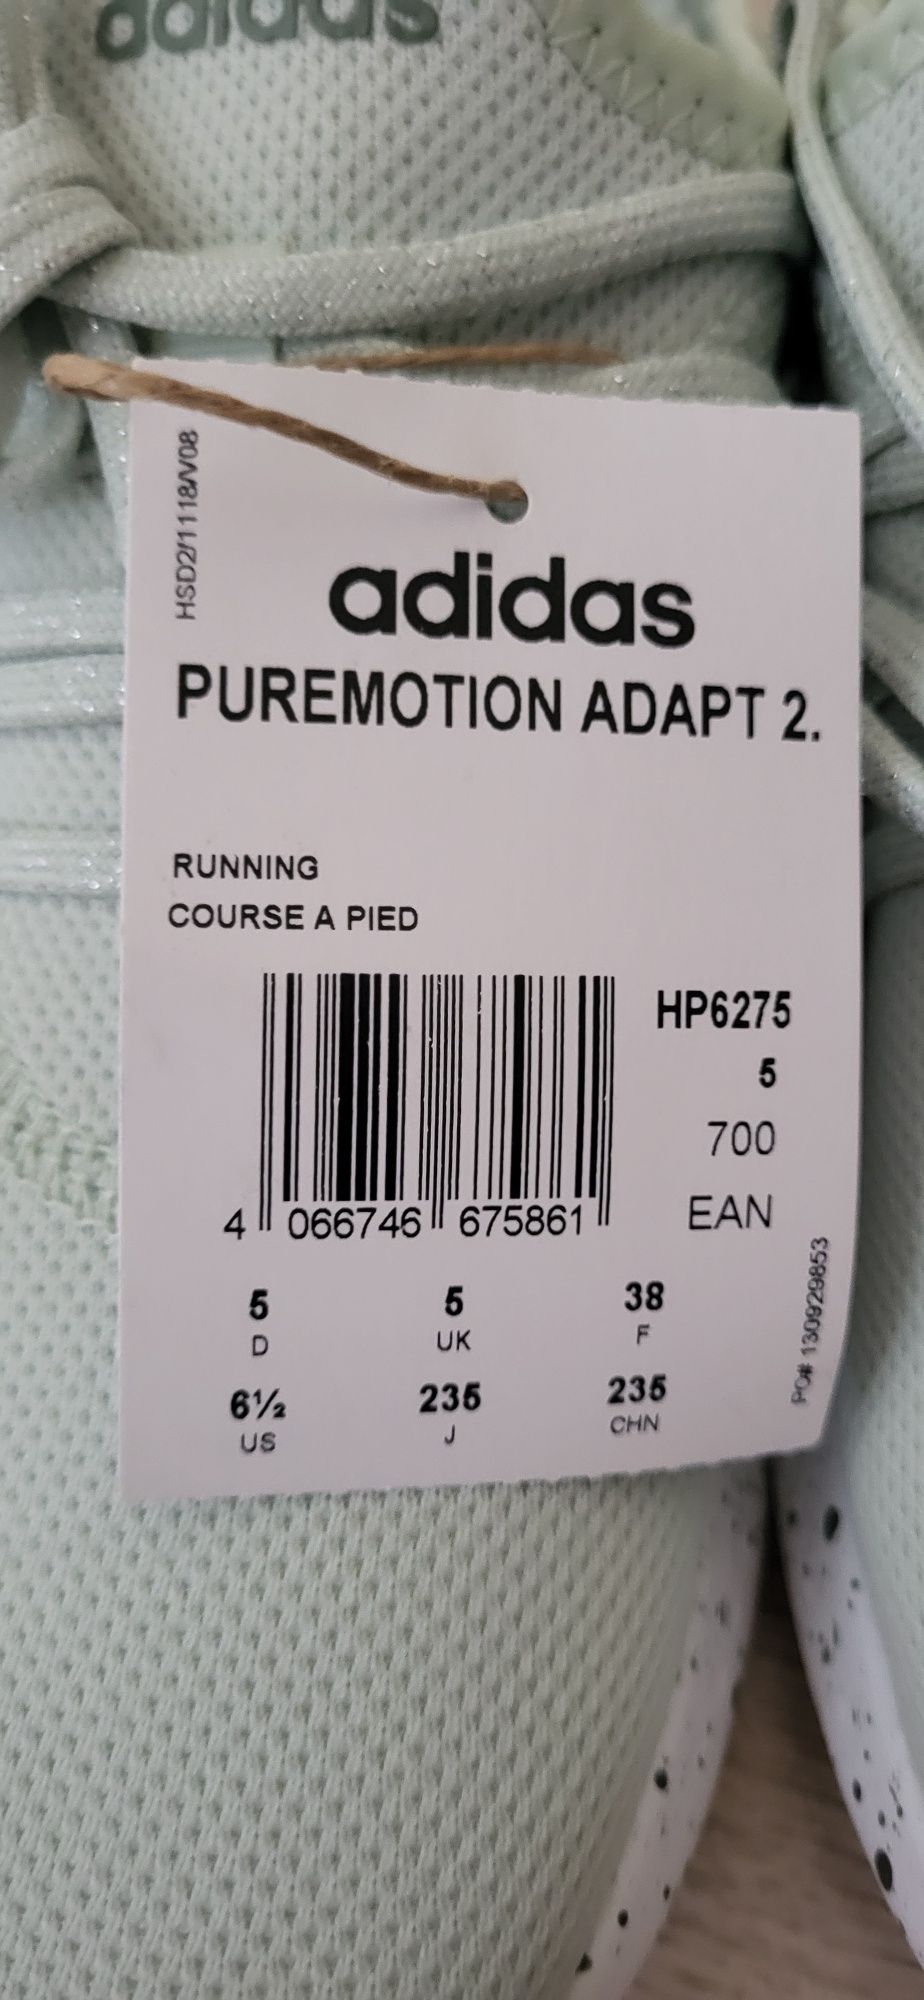 adidas
HSD2/1118/V08
adidas
PUREMOTION ADAPT 2.
RUNNING
COURSE A PIED
HP6275
5
700
EAN
4 066746 675861
5 5 38
D UK F
6½ 235 235
US J CHN
PO# 130929853